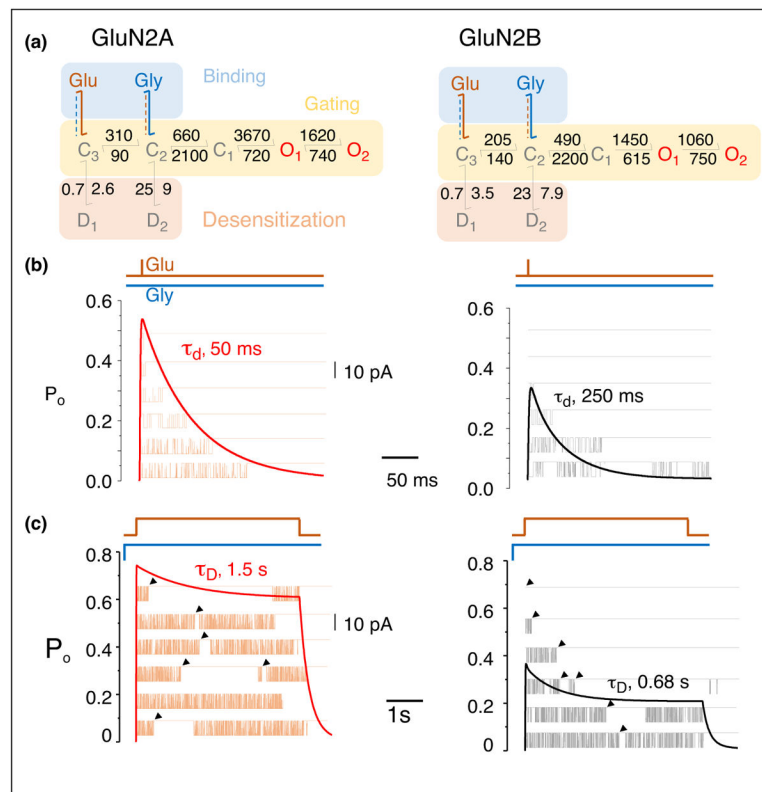 GluN2A GluN2B
(a)
Glu Gly Binding Glu Gly
Gating
310 660 3670 1620 205 490 1450 1060
C3 C2 C1 O1 O2 C3 C2 C1 O1 O2
90 2100 720 740 140 2200 615 750
0.7 2.6 25 9 0.7 3.5 23 7.9
D1 D2 Desensitization D1 D2
(b)
Glu
Gly
0.6 0.6
τd, 50 ms
0.4 10 pA 0.4
Po τd, 250 ms
0.2 0.2
0.0 50 ms 0.0
(c)
0.8 0.8
τD, 1.5 s
0.6 0.6
10 pA
Po 0.4 0.4
τD, 0.68 s
0.2 1s 0.2
0 0